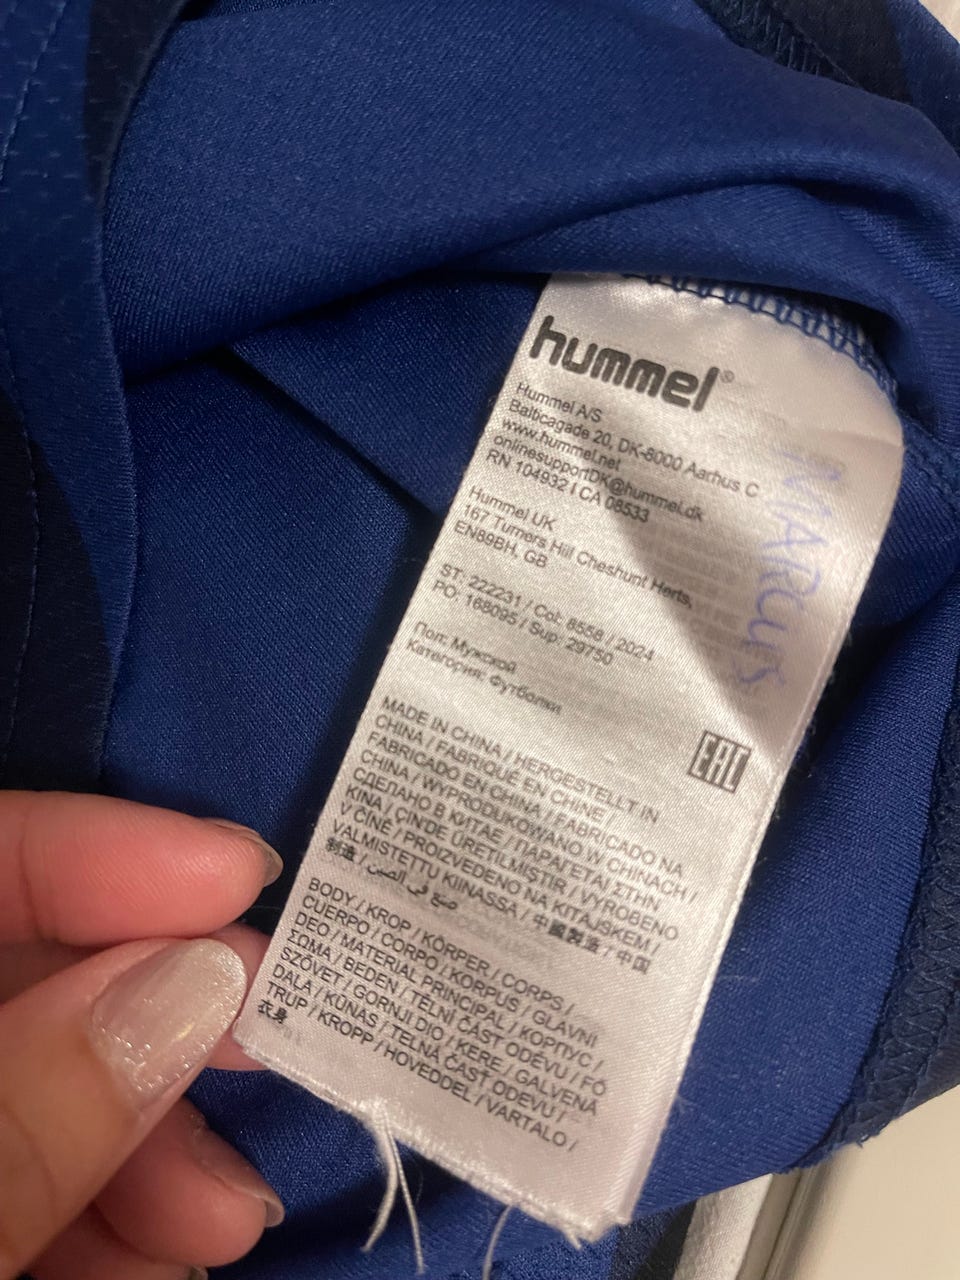 hummel®
Hummel A/S
Balticagade 20, DK-8000 Aarhus C
www.hummel.net
onlinesupportDK@hummel.dk
RN 104932 I CA 08533
Hummel UK
167 Turners Hill Cheshunt Herts,
EN89BH, GB
ST: 222231 / Col: 8558 / 2024
PO: 168095 / Sup: 29750
Пол: Мужской
Категория: Футболки
EAC
MADE IN CHINA / HERGESTELLT IN
CHINA / FABRIQUÉ EN CHINE /
FABRICADO EN CHINA / FABRICADO NA
CHINA / WYPRODUKOWANO W CHINACH /
СДЕЛАНО В КИТАЕ / ΠΑΡΑΓΕΤΑΙ ΣΤΗΝ
ΚΙΝΑ / ÇİN'DE ÜRETİLMİŞTİR / VYROBENO
V ČÍNĚ / PROIZVEDENO NA KITAJSKEM /
VALMISTETTU KIINASSA / 中國製造 / 中国
制造 / صنع في الصين
BODY / KROP / KÖRPER / CORPS /
CUERPO / CORPO / KORPUS / GLAVNI
DEO / MATERIAL PRINCIPAL / КОРПУС /
ΣΩΜΑ / BEDEN / TĚLNÍ ČÁST ODĚVU / FŐ
SZÖVET / GORNJI DIO / KERE / GALVENĀ
DAĻA / KŪNAS / TELNÁ ČASŤ ODEVU /
TRUP / KROPP / HOVEDDEL / VARTALO /
衣身
MARCUS